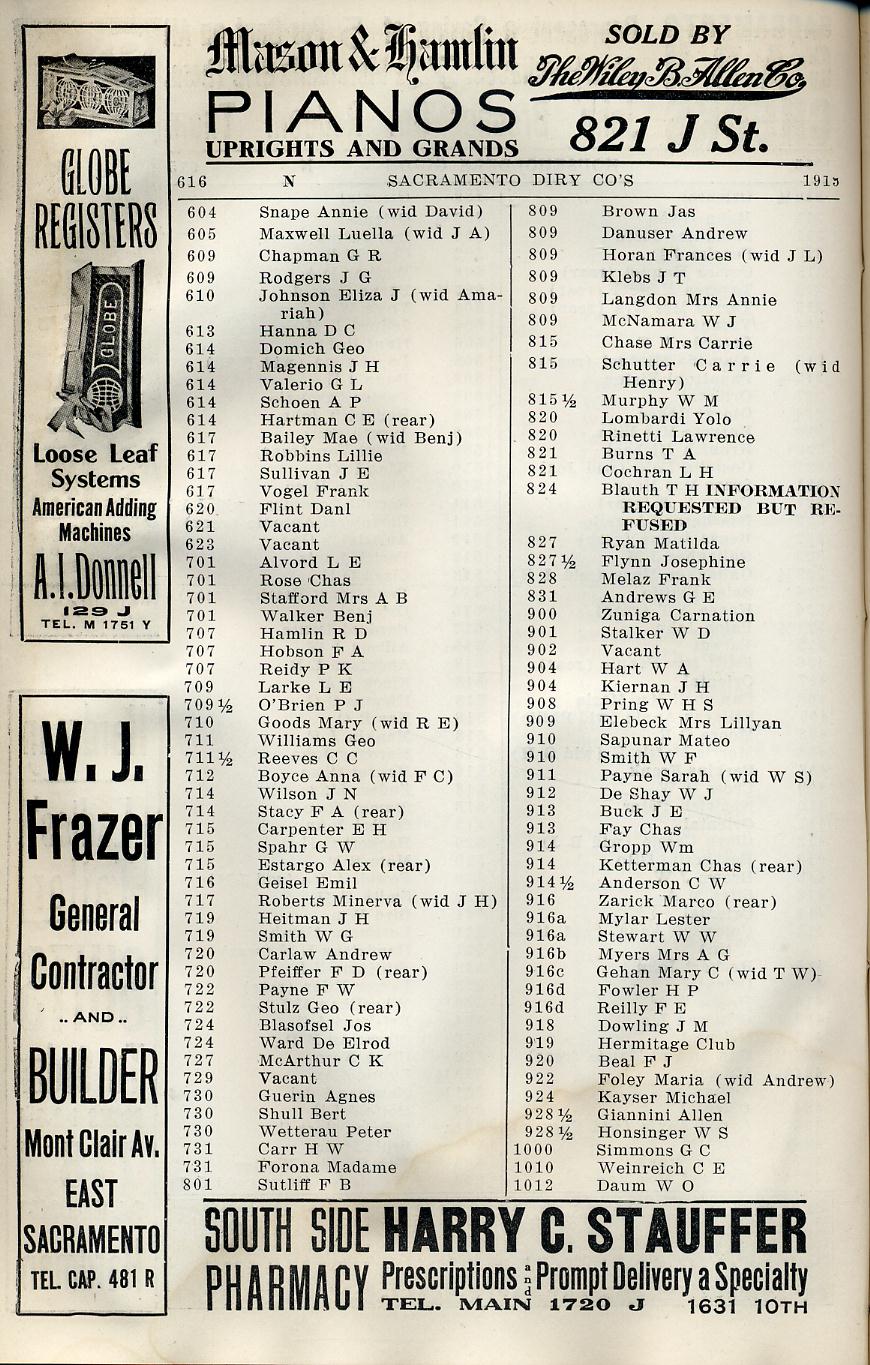 Mason & Hamlin
PIANOS
UPRIGHTS AND GRANDS
SOLD BY
The Wiley B. Allen Co.
821 J St.
GLOBE
REGISTERS
GLOBE
Loose Leaf
Systems
American Adding
Machines
A. I. Donnell
129 J
TEL. M 1751 Y
W. J.
Frazer
General
Contractor
.. AND ..
BUILDER
Mont Clair Av.
EAST
SACRAMENTO
TEL. CAP. 481 R
616 N SACRAMENTO DIRY CO'S 1915
604 Snape Annie (wid David)
605 Maxwell Luella (wid J A)
609 Chapman G R
609 Rodgers J G
610 Johnson Eliza J (wid Ama-
riah)
613 Hanna D C
614 Domich Geo
614 Magennis J H
614 Valerio G L
614 Schoen A P
614 Hartman C E (rear)
617 Bailey Mae (wid Benj)
617 Robbins Lillie
617 Sullivan J E
617 Vogel Frank
620 Flint Danl
621 Vacant
623 Vacant
701 Alvord L E
701 Rose Chas
701 Stafford Mrs A B
701 Walker Benj
707 Hamlin R D
707 Hobson F A
707 Reidy P K
709 Larke L E
709½ O'Brien P J
710 Goods Mary (wid R E)
711 Williams Geo
711½ Reeves C C
712 Boyce Anna (wid F C)
714 Wilson J N
714 Stacy F A (rear)
715 Carpenter E H
715 Spahr G W
715 Estargo Alex (rear)
716 Geisel Emil
717 Roberts Minerva (wid J H)
719 Heitman J H
719 Smith W G
720 Carlaw Andrew
720 Pfeiffer F D (rear)
722 Payne F W
722 Stulz Geo (rear)
724 Blasofsel Jos
724 Ward De Elrod
727 McArthur C K
729 Vacant
730 Guerin Agnes
730 Shull Bert
730 Wetterau Peter
731 Carr H W
731 Forona Madame
801 Sutliff F B
809 Brown Jas
809 Danuser Andrew
809 Horan Frances (wid J L)
809 Klebs J T
809 Langdon Mrs Annie
809 McNamara W J
815 Chase Mrs Carrie
815 Schutter Carrie (wid
Henry)
815½ Murphy W M
820 Lombardi Yolo
820 Rinetti Lawrence
821 Burns T A
821 Cochran L H
824 Blauth T H INFORMATION
REQUESTED BUT RE-
FUSED
827 Ryan Matilda
827½ Flynn Josephine
828 Melaz Frank
831 Andrews G E
900 Zuniga Carnation
901 Stalker W D
902 Vacant
904 Hart W A
904 Kiernan J H
908 Pring W H S
909 Elebeck Mrs Lillyan
910 Sapunar Mateo
910 Smith W F
911 Payne Sarah (wid W S)
912 De Shay W J
913 Buck J E
913 Fay Chas
914 Gropp Wm
914 Ketterman Chas (rear)
914½ Anderson C W
916 Zarick Marco (rear)
916a Mylar Lester
916a Stewart W W
916b Myers Mrs A G
916c Gehan Mary C (wid T W)
916d Fowler H P
916d Reilly F E
918 Dowling J M
919 Hermitage Club
920 Beal F J
922 Foley Maria (wid Andrew)
924 Kayser Michael
928½ Giannini Allen
928½ Honsinger W S
1000 Simmons G C
1010 Weinreich C E
1012 Daum W O
SOUTH SIDE
PHARMACY
HARRY C. STAUFFER
Prescriptions and Prompt Delivery a Specialty
TEL. MAIN 1720 J 1631 10TH